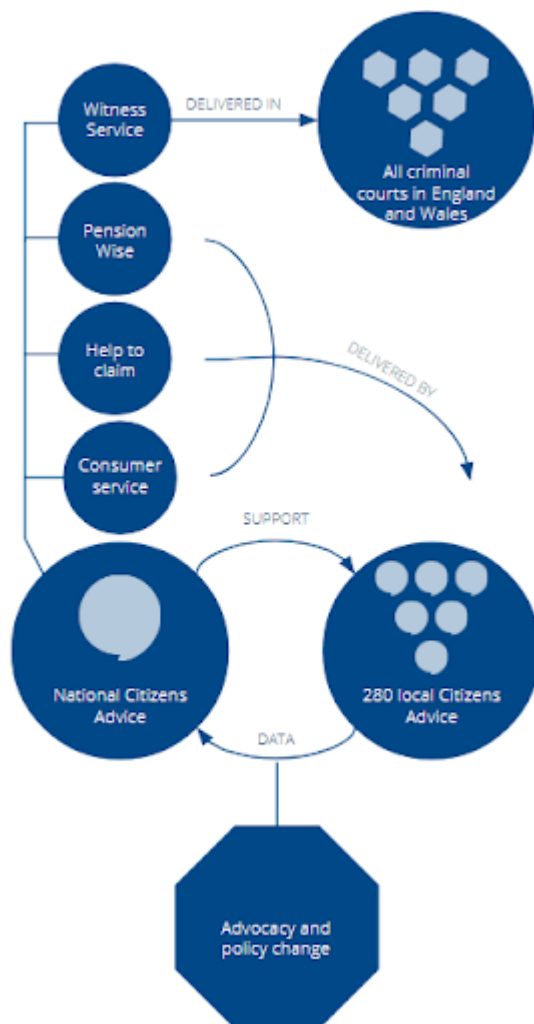 Witness
Service
DELIVERED IN
All criminal
courts in England
and Wales
Pension
Wise
Help to
claim
DELIVERED BY
Consumer
service
SUPPORT
National Citizens
Advice
280 local Citizens
Advice
DATA
Advocacy and
policy change